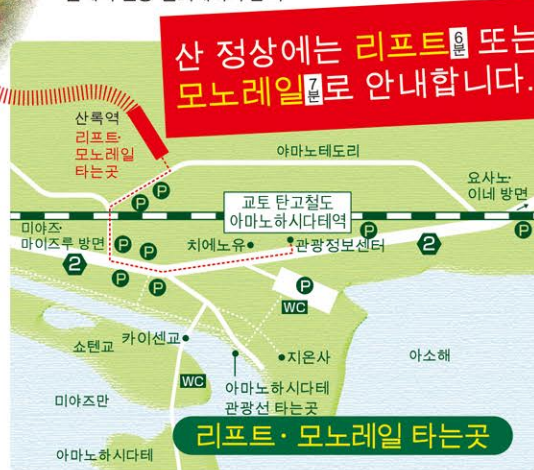 산 정상에는 리프트 6분 또는
모노레일 7분 로 안내합니다.
산록역
리프트·
모노레일
타는곳
야마노테도리
요사노·
이네 방면
교토 탄고철도
아마노하시다테역
미야즈·
마이즈루 방면
치에노유
관광정보센터
2
2
P
P
P
P
P
P
P
P
P
WC
쇼텐교
카이센교
지온사
아소해
WC
아마노하시다테
관광선 타는곳
미야즈만
리프트 · 모노레일 타는곳
아마노하시다테